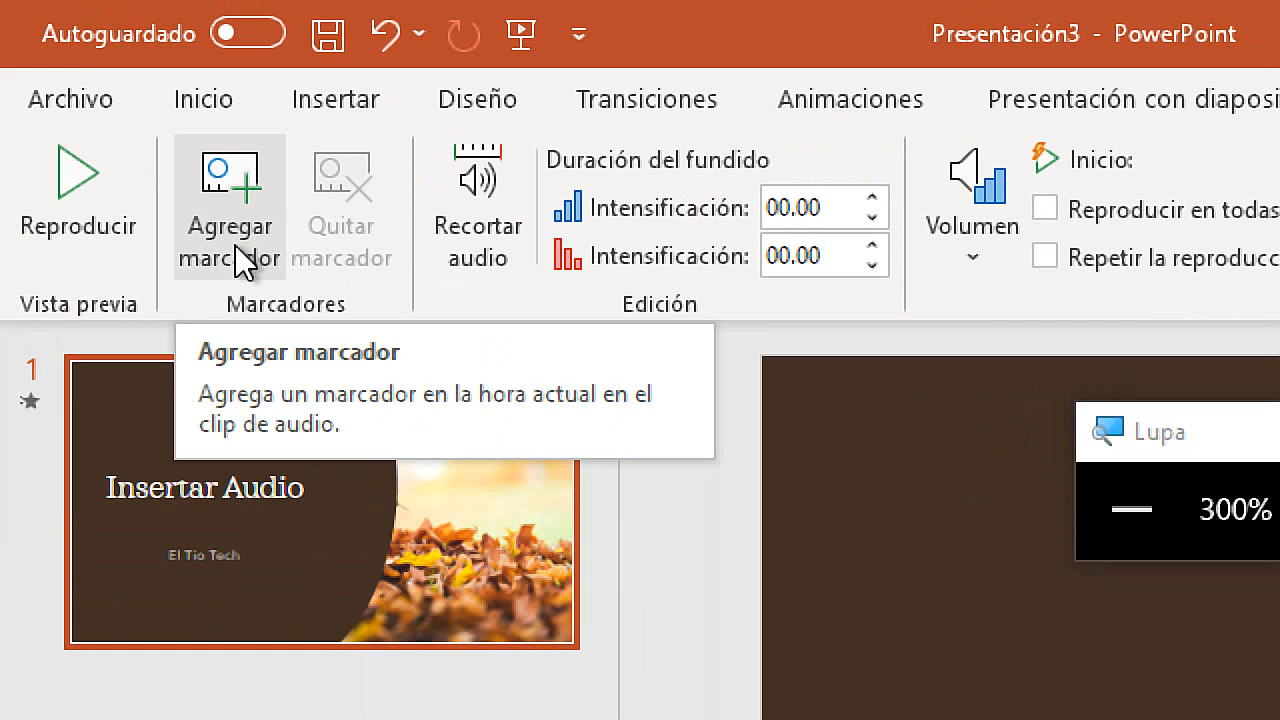 Autoguardado
Presentación3 - PowerPoint
Archivo Inicio Insertar Diseño Transiciones Animaciones Presentación con diaposi
Reproducir
Agregar
marcador
Quitar
marcador
Recortar
audio
Duración del fundido
Intensificación: 00.00
Intensificación: 00.00
Volumen
Inicio:
Reproducir en todas
Repetir la reproducc
Vista previa
Marcadores
Edición
Agregar marcador
Agrega un marcador en la hora actual en el
clip de audio.
1
Insertar Audio
El Tio Tech
Lupa
300%